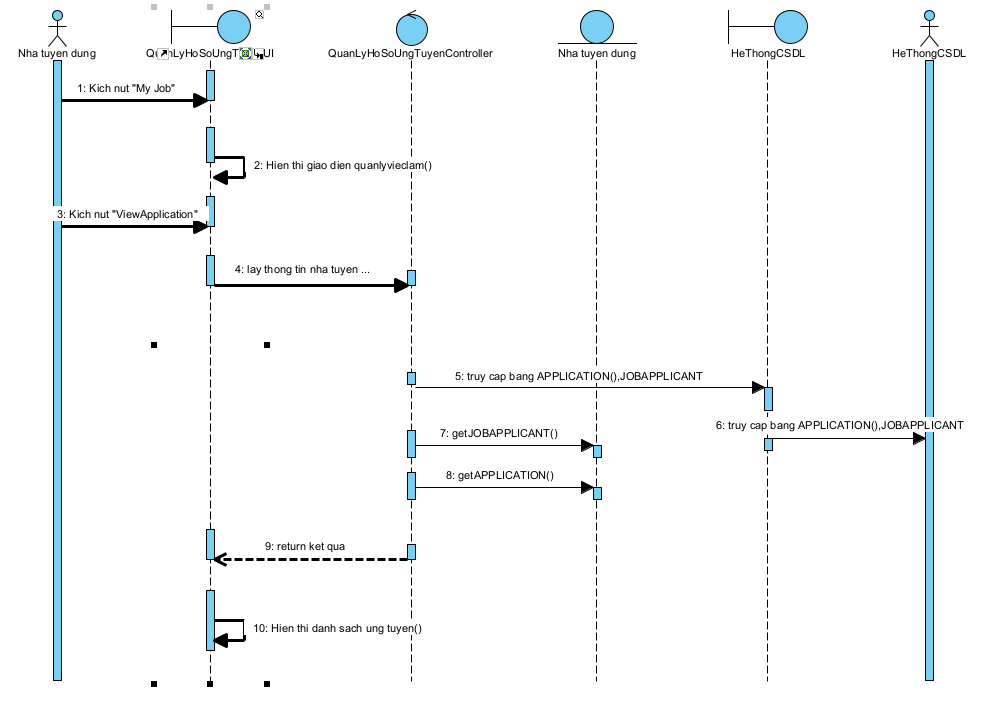 Nha tuyen dung
QuanLyHoSoUngTuyenController
Nha tuyen dung
HeThongCSDL
HeThongCSDL
1: Kich nut "My Job"
2: Hien thi giao dien quanlyvieclam()
3: Kich nut "ViewApplication"
4: lay thong tin nha tuyen ...
5: truy cap bang APPLICATION(),JOBAPPLICANT
6: truy cap bang APPLICATION(),JOBAPPLICANT
7: getJOBAPPLICANT()
8: getAPPLICATION()
9: return ket qua
10: Hien thi danh sach ung tuyen()